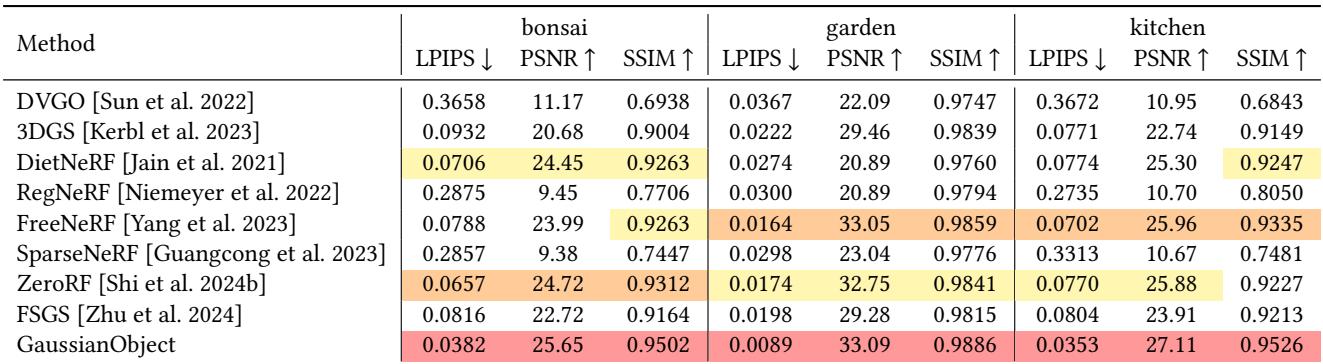 Method bonsai garden kitchen
LPIPS ↓ PSNR ↑ SSIM ↑ LPIPS ↓ PSNR ↑ SSIM ↑ LPIPS ↓ PSNR ↑ SSIM ↑
DVGO [Sun et al. 2022] 0.3658 11.17 0.6938 0.0367 22.09 0.9747 0.3672 10.95 0.6843
3DGS [Kerbl et al. 2023] 0.0932 20.68 0.9004 0.0222 29.46 0.9839 0.0771 22.74 0.9149
DietNeRF [Jain et al. 2021] 0.0706 24.45 0.9263 0.0274 20.89 0.9760 0.0774 25.30 0.9247
RegNeRF [Niemeyer et al. 2022] 0.2875 9.45 0.7706 0.0300 20.89 0.9794 0.2735 10.70 0.8050
FreeNeRF [Yang et al. 2023] 0.0788 23.99 0.9263 0.0164 33.05 0.9859 0.0702 25.96 0.9335
SparseNeRF [Guangcong et al. 2023] 0.2857 9.38 0.7447 0.0298 23.04 0.9776 0.3313 10.67 0.7481
ZeroRF [Shi et al. 2024b] 0.0657 24.72 0.9312 0.0174 32.75 0.9841 0.0770 25.88 0.9227
FSGS [Zhu et al. 2024] 0.0816 22.72 0.9164 0.0198 29.28 0.9815 0.0804 23.91 0.9213
GaussianObject 0.0382 25.65 0.9502 0.0089 33.09 0.9886 0.0353 27.11 0.9526